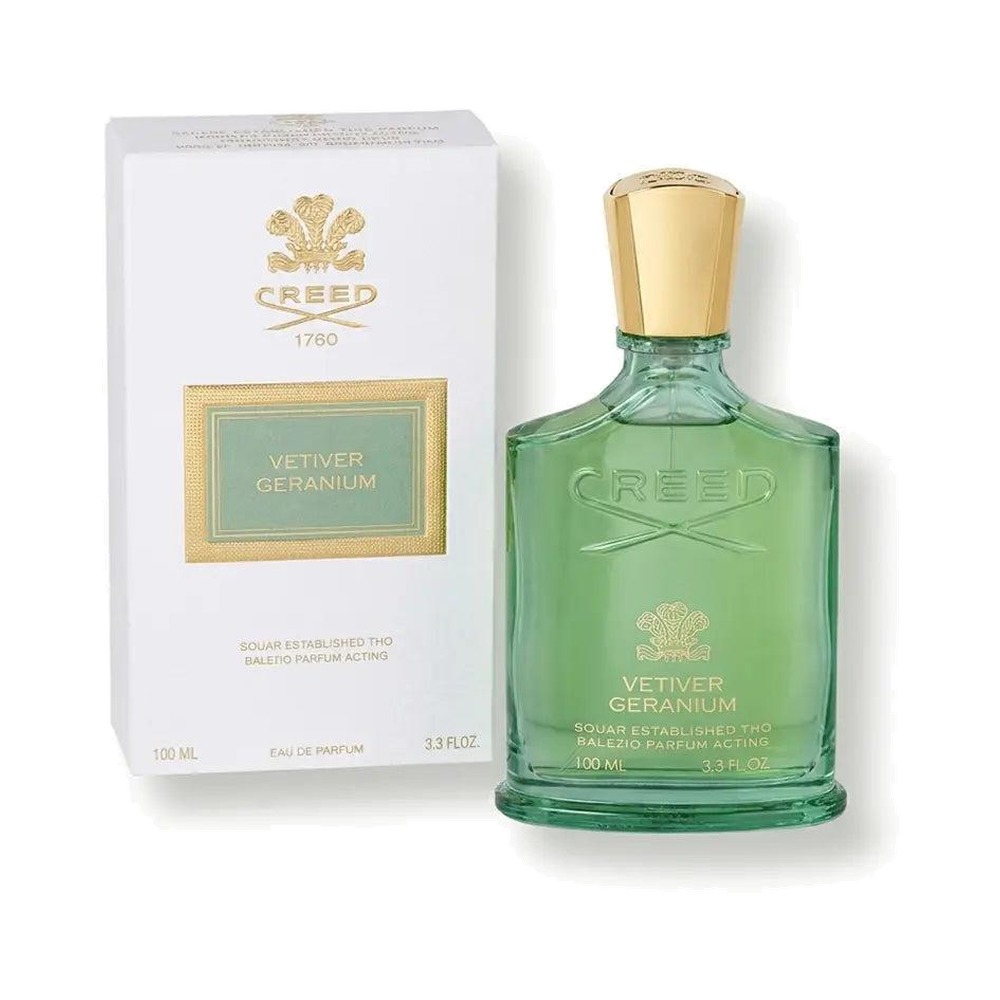 CREED
1760
VETIVER
GERANIUM
SOUAR ESTABLISHED THO
BALEZIO PARFUM ACTING
100 ML
EAU DE PARFUM
3.3 FLOZ.
CREED
VETIVER
GERANIUM
SOUAR ESTABLISHED THO
BALEZIO PARFUM ACTING
100 ML
3.3 FL.OZ.